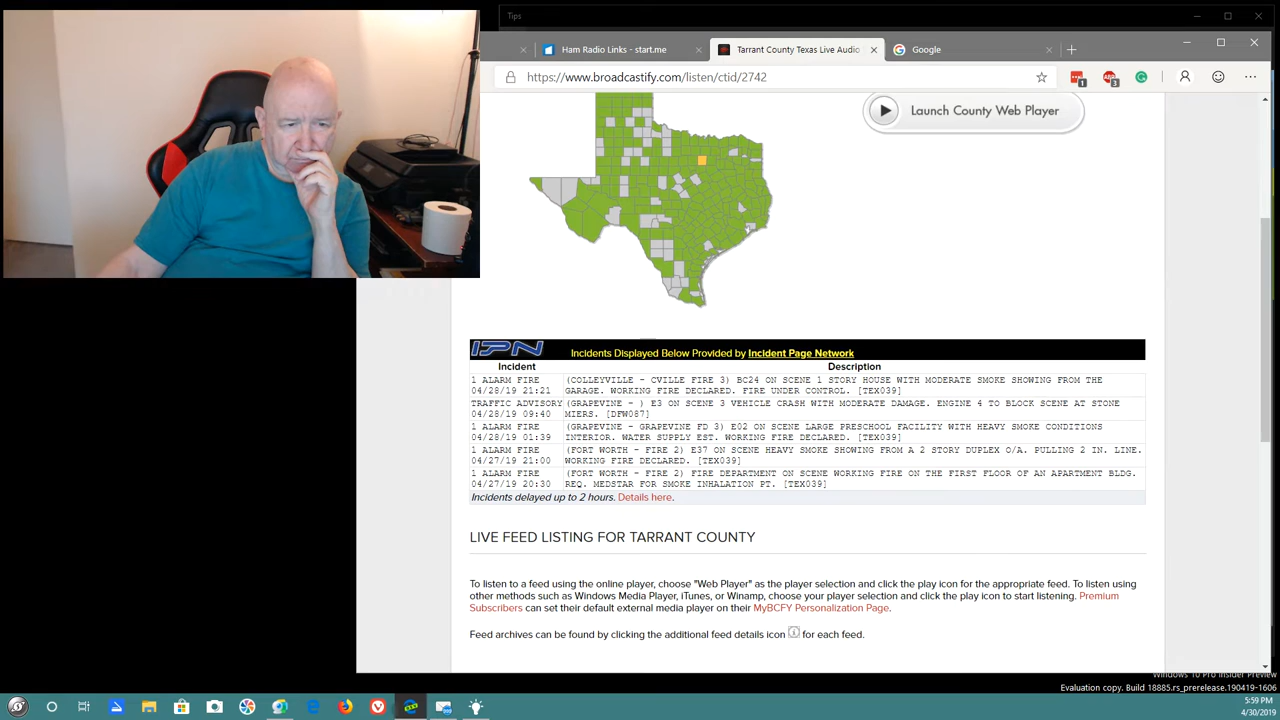 Tips
Ham Radio Links - start.me
Tarrant County Texas Live Audio
Google
https://www.broadcastify.com/listen/ctid/2742
1
3
Launch County Web Player
IPN
Incidents Displayed Below Provided by Incident Page Network
Incident
Description
1 ALARM FIRE (COLLEYVILLE - CVILLE FIRE 3) BC24 ON SCENE 1 STORY HOUSE WITH MODERATE SMOKE SHOWING FROM THE
04/28/19 21:21 GARAGE. WORKING FIRE DECLARED. FIRE UNDER CONTROL. [TEX039]
TRAFFIC ADVISORY (GRAPEVINE - ) E3 ON SCENE 3 VEHICLE CRASH WITH MODERATE DAMAGE. ENGINE 4 TO BLOCK SCENE AT STONE
04/28/19 09:40 MIERS. [DFW087]
1 ALARM FIRE (GRAPEVINE - GRAPEVINE FD 3) E02 ON SCENE LARGE PRESCHOOL FACILITY WITH HEAVY SMOKE CONDITIONS
04/28/19 01:39 INTERIOR. WATER SUPPLY EST. WORKING FIRE DECLARED. [TEX039]
1 ALARM FIRE (FORT WORTH - FIRE 2) E37 ON SCENE HEAVY SMOKE SHOWING FROM A 2 STORY DUPLEX O/A. PULLING 2 IN. LINE.
04/27/19 21:00 WORKING FIRE DECLARED. [TEX039]
1 ALARM FIRE (FORT WORTH - FIRE 2) FIRE DEPARTMENT ON SCENE WORKING FIRE ON THE FIRST FLOOR OF AN APARTMENT BLDG.
04/27/19 20:30 REQ. MEDSTAR FOR SMOKE INHALATION PT. [TEX039]
Incidents delayed up to 2 hours. Details here.
LIVE FEED LISTING FOR TARRANT COUNTY
To listen to a feed using the online player, choose "Web Player" as the player selection and click the play icon for the appropriate feed. To listen using
other methods such as Windows Media Player, iTunes, or Winamp, choose your player selection and click the play icon to start listening. Premium
Subscribers can set their default external media player on their MyBCFY Personalization Page.
Feed archives can be found by clicking the additional feed details icon for each feed.
Windows 10 Pro Insider Preview
Evaluation copy. Build 18885.rs_prerelease.190419-1606
5:59 PM
4/30/2019